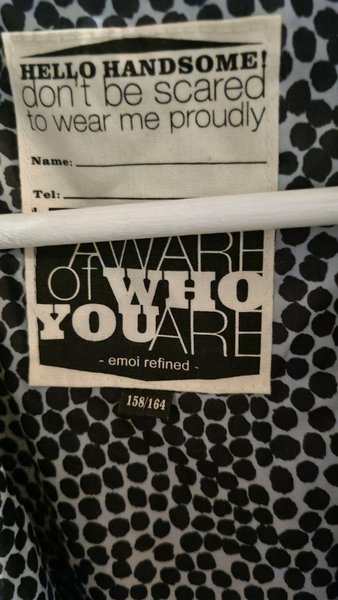 HELLO HANDSOME!
don't be scared
to wear me proudly
Name:
Tel:
AWARE
of WHO
YOU ARE
- emoi refined -
158/164